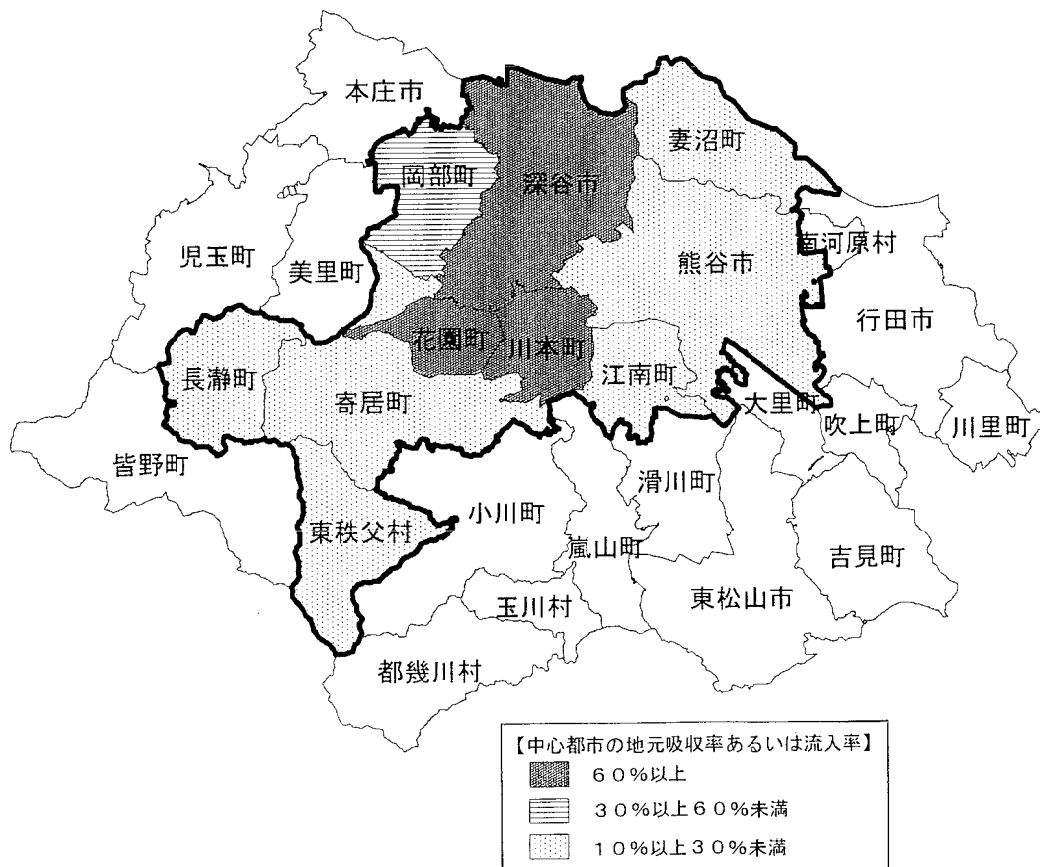 本庄市
妻沼町
岡部町
深谷市
南河原村
児玉町
美里町
熊谷市
行田市
花園町
川本町
長瀞町
寄居町
江南町
大里町
吹上町
川里町
皆野町
滑川町
小川町
東秩父村
嵐山町
吉見町
玉川村
東松山市
都幾川村
【中心都市の地元吸収率あるいは流入率】
60%以上
30%以上60%未満
10%以上30%未満